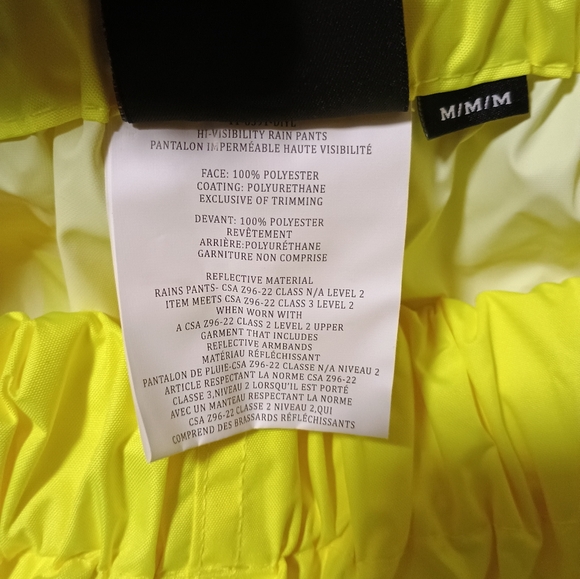 M/M/M
HI-VISIBILITY RAIN PANTS
PANTALON IMPERMÉABLE HAUTE VISIBILITÉ
FACE: 100% POLYESTER
COATING: POLYURETHANE
EXCLUSIVE OF TRIMMING
DEVANT: 100% POLYESTER
REVÊTEMENT
ARRIÈRE:POLYURÉTHANE
GARNITURE NON COMPRISE
REFLECTIVE MATERIAL
RAINS PANTS- CSA Z96-22 CLASS N/A LEVEL 2
ITEM MEETS CSA Z96-22 CLASS 3 LEVEL 2
WHEN WORN WITH
A CSA Z96-22 CLASS 2 LEVEL 2 UPPER
GARMENT THAT INCLUDES
REFLECTIVE ARMBANDS
MATÉRIAU RÉFLÉCHISSANT
PANTALON DE PLUIE-CSA Z96-22 CLASSE N/A NIVEAU 2
ARTICLE RESPECTANT LA NORME CSA Z96-22
CLASSE 3,NIVEAU 2 LORSQU'IL EST PORTÉ
AVEC UN MANTEAU RESPECTANT LA NORME
CSA Z96-22 CLASSE 2 NIVEAU 2,QUI
COMPREND DES BRASSARDS RÉFLÉCHISSANTS